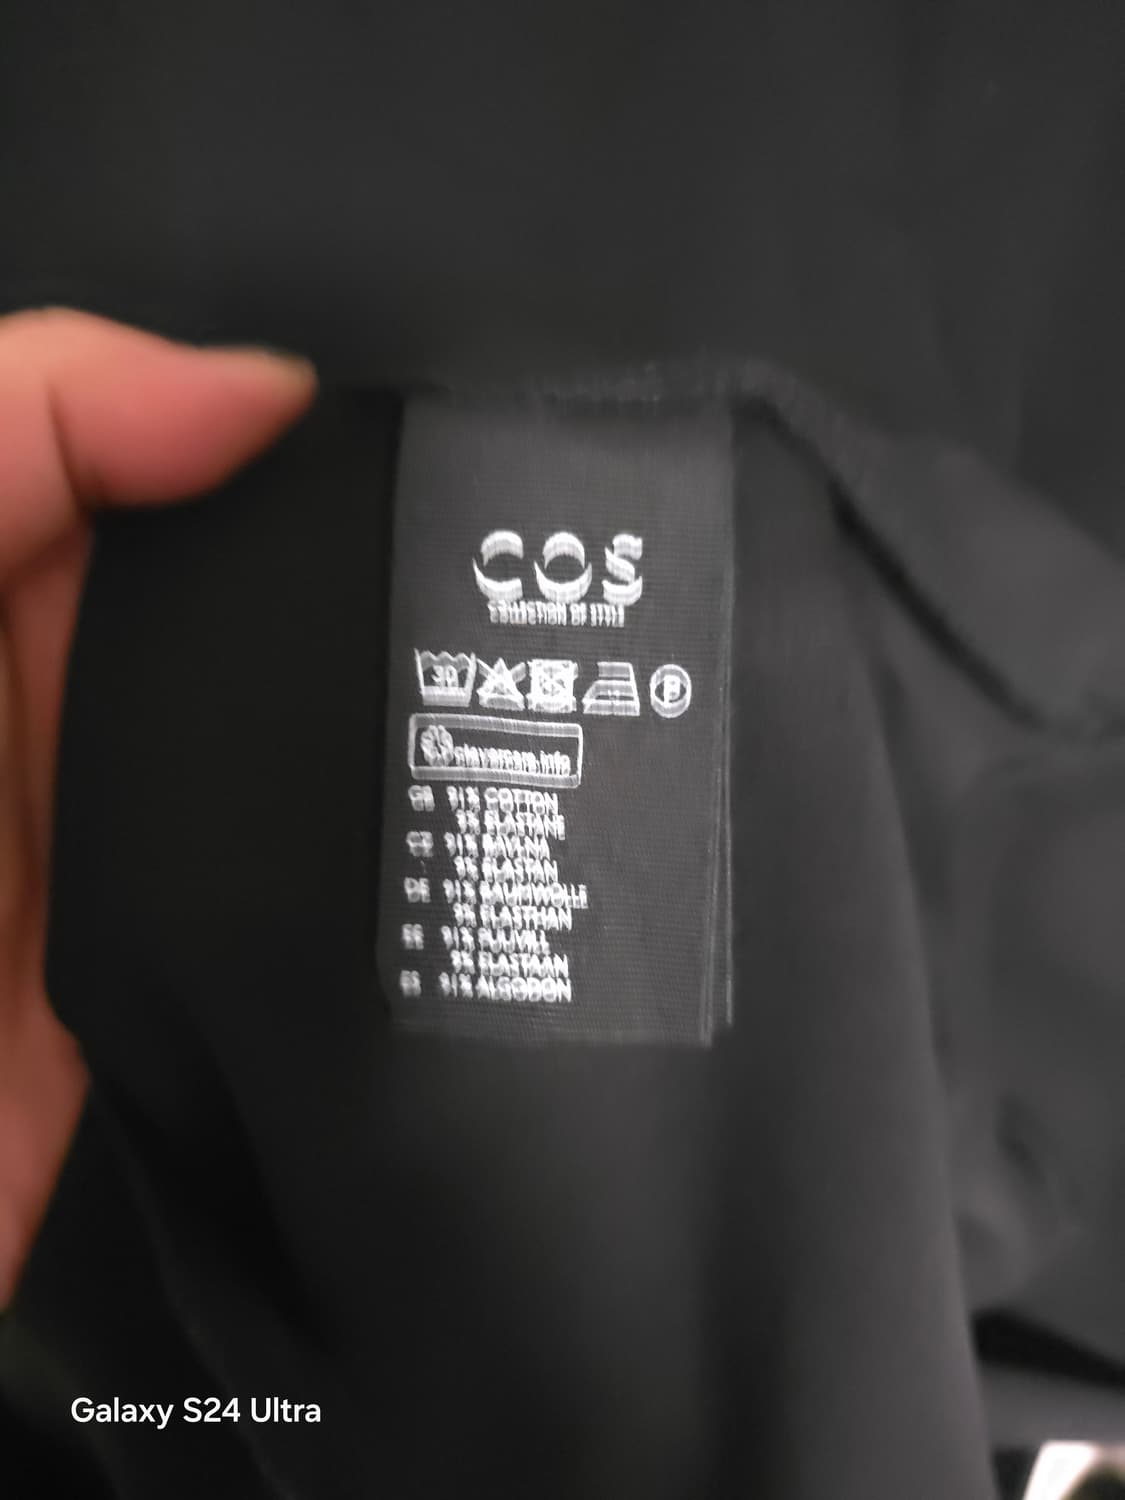 COS
COLLECTION OF STYLE
30
P
clevercare.info
GB 91% COTTON
9% ELASTANE
CZ 91% BAVLNA
9% ELASTAN
DE 91% BAUMWOLLE
9% ELASTHAN
EE 91% PUUVILL
9% ELASTAAN
ES 91% ALGODON
Galaxy S24 Ultra